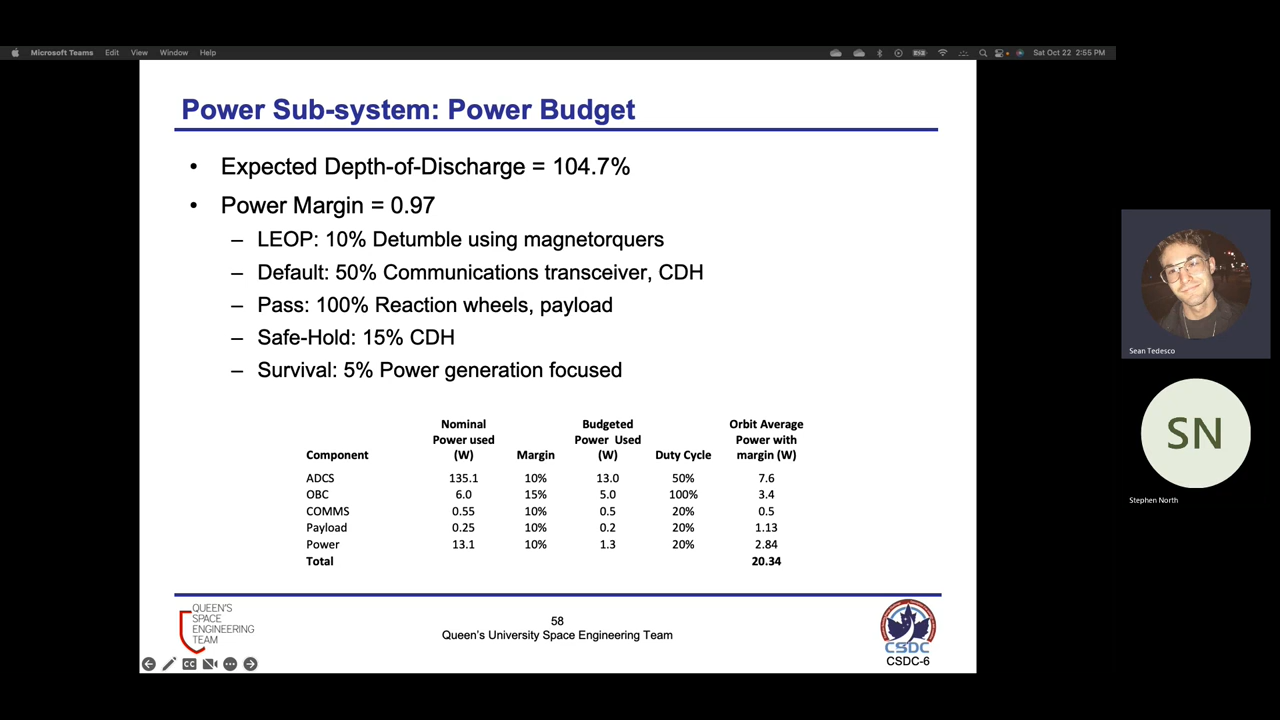 Microsoft Teams Edit View Window Help Sat Oct 22 2:55 PM
Power Sub-system: Power Budget
• Expected Depth-of-Discharge = 104.7%
• Power Margin = 0.97
– LEOP: 10% Detumble using magnetorquers
– Default: 50% Communications transceiver, CDH
– Pass: 100% Reaction wheels, payload
– Safe-Hold: 15% CDH
– Survival: 5% Power generation focused
Nominal Budgeted Orbit Average
Power used Power Used Power with
Component (W) Margin (W) Duty Cycle margin (W)
ADCS 135.1 10% 13.0 50% 7.6
OBC 6.0 15% 5.0 100% 3.4
COMMS 0.55 10% 0.5 20% 0.5
Payload 0.25 10% 0.2 20% 1.13
Power 13.1 10% 1.3 20% 2.84
Total 20.34
QUEEN'S
SPACE
ENGINEERING
TEAM
58
Queen's University Space Engineering Team
CSDC
CSDC-6
CC
Sean Tedesco
SN
Stephen North